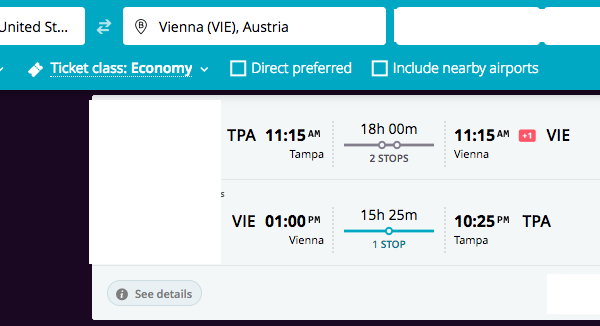 United St...
B
Vienna (VIE), Austria
Ticket class: Economy
Direct preferred
Include nearby airports
TPA 11:15 AM
Tampa
18h 00m
2 STOPS
11:15 AM +1 VIE
Vienna
s
VIE 01:00 PM
Vienna
15h 25m
1 STOP
10:25 PM TPA
Tampa
i See details